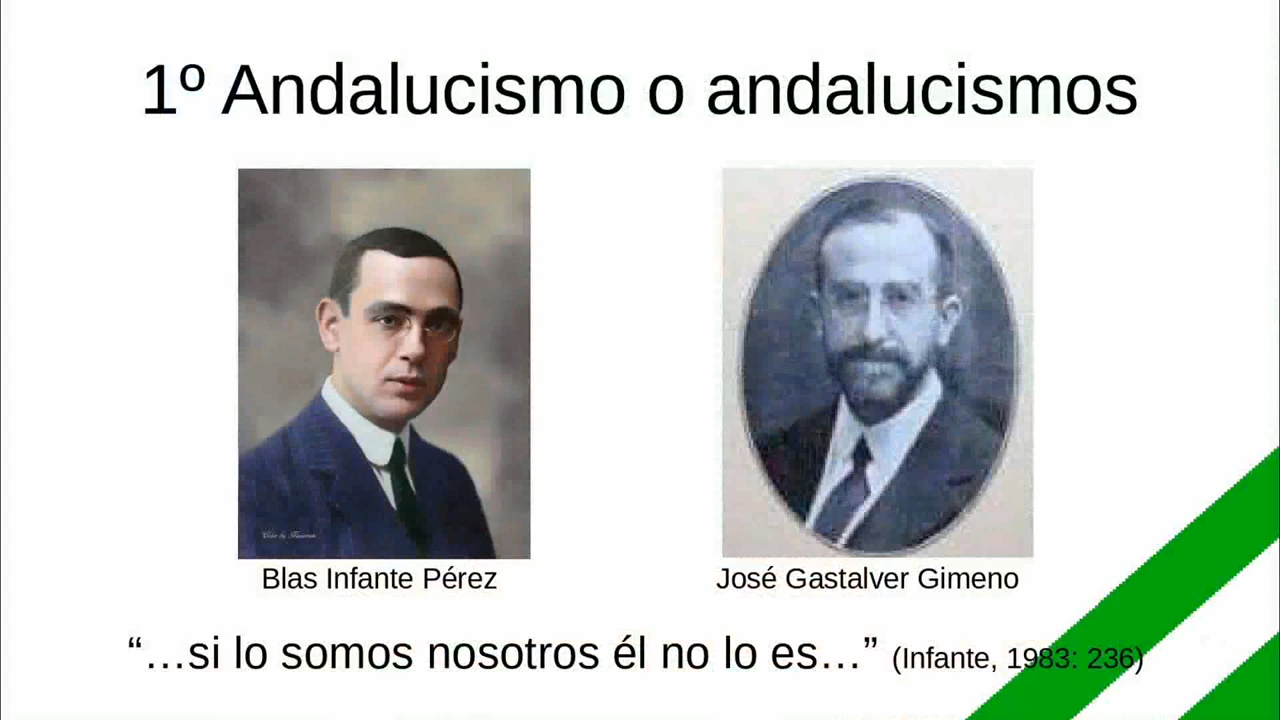 1º Andalucismo o andalucismos
Blas Infante Pérez
José Gastalver Gimeno
“…si lo somos nosotros él no lo es…” (Infante, 1983: 236)